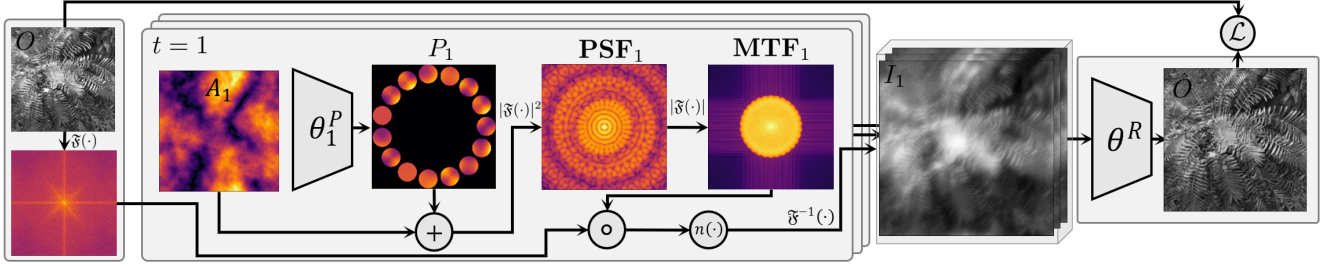 O
𝔉(·)
t = 1
A₁
θ₁ᴾ
P₁
+
|𝔉(·)|²
PSF₁
|𝔉(·)|
MTF₁
∘
n(·)
𝔉⁻¹(·)
I₁
θᴿ
Ô
ℒ